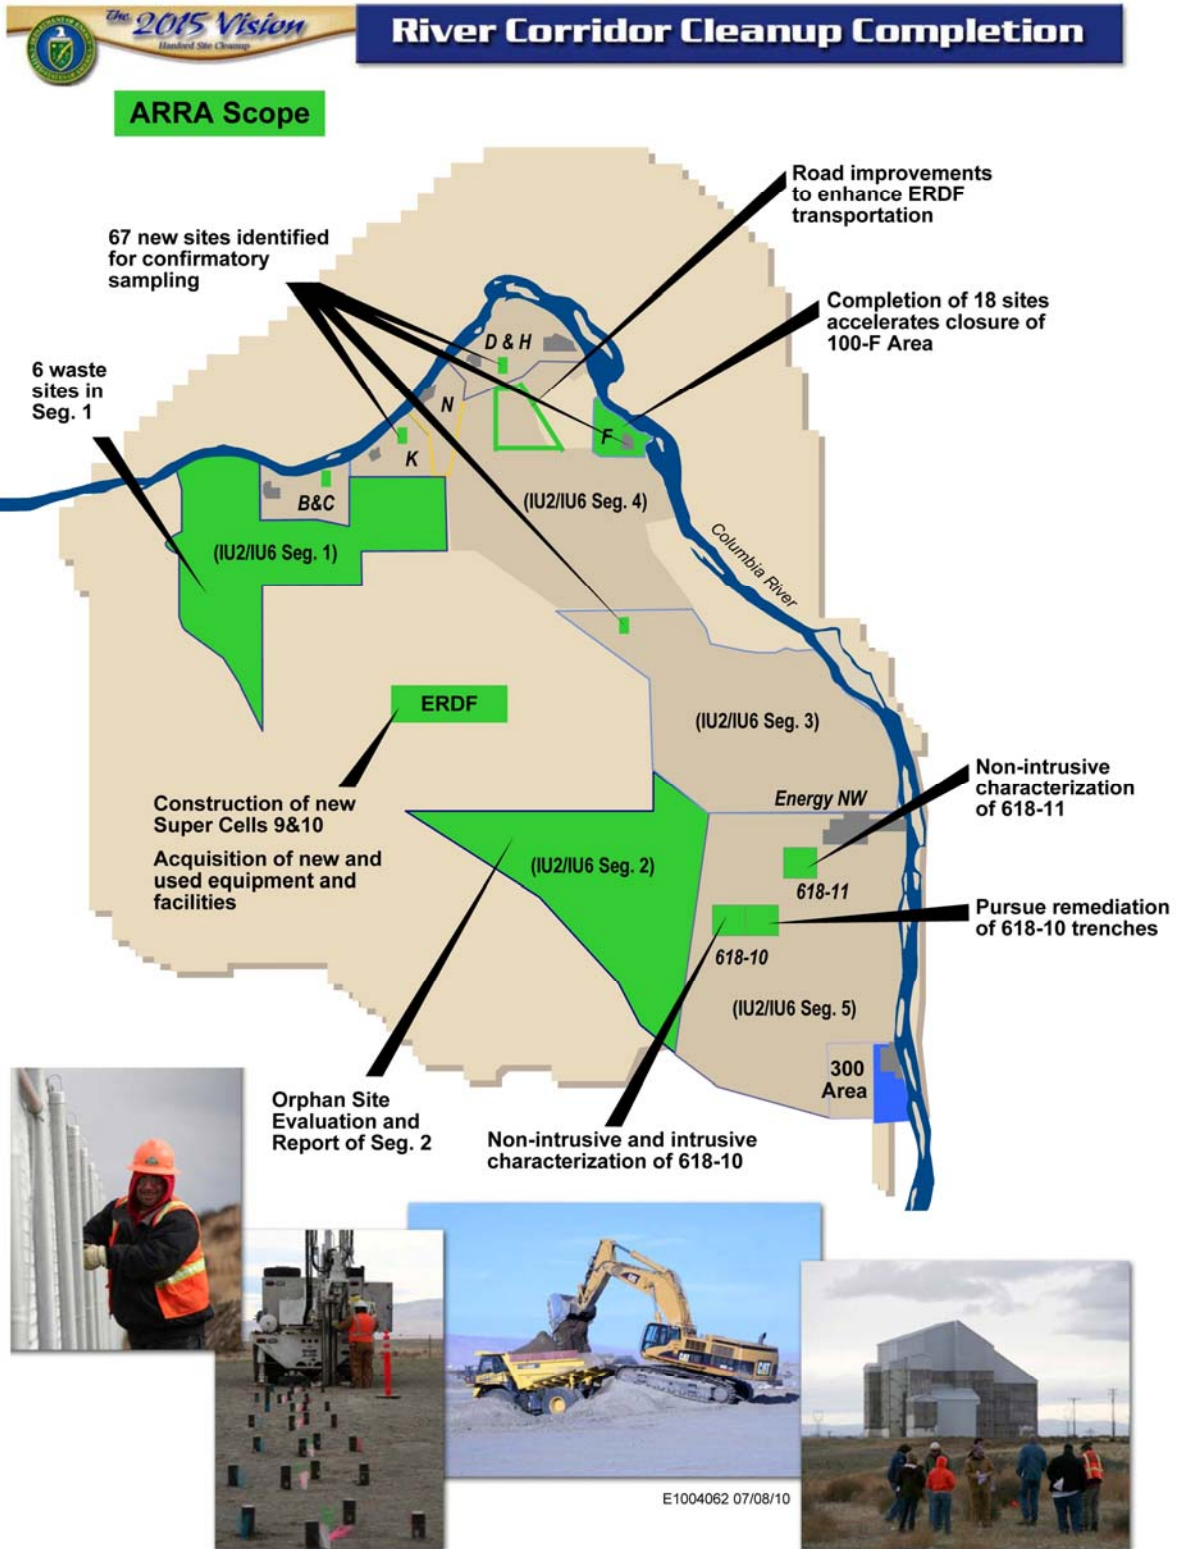 The 2015 Vision
Hanford Site Cleanup
River Corridor Cleanup Completion
ARRA Scope
Road improvements
to enhance ERDF
transportation
67 new sites identified
for confirmatory
sampling
Completion of 18 sites
accelerates closure of
100-F Area
6 waste
sites in
Seg. 1
D & H
N
F
K
B&C
(IU2/IU6 Seg. 4)
(IU2/IU6 Seg. 1)
Columbia River
ERDF
(IU2/IU6 Seg. 3)
Construction of new
Super Cells 9&10
Acquisition of new and
used equipment and
facilities
Energy NW
Non-intrusive
characterization
of 618-11
(IU2/IU6 Seg. 2)
618-11
Pursue remediation
of 618-10 trenches
618-10
(IU2/IU6 Seg. 5)
300
Area
Orphan Site
Evaluation and
Report of Seg. 2
Non-intrusive and intrusive
characterization of 618-10
CAT
CAT
E1004062 07/08/10